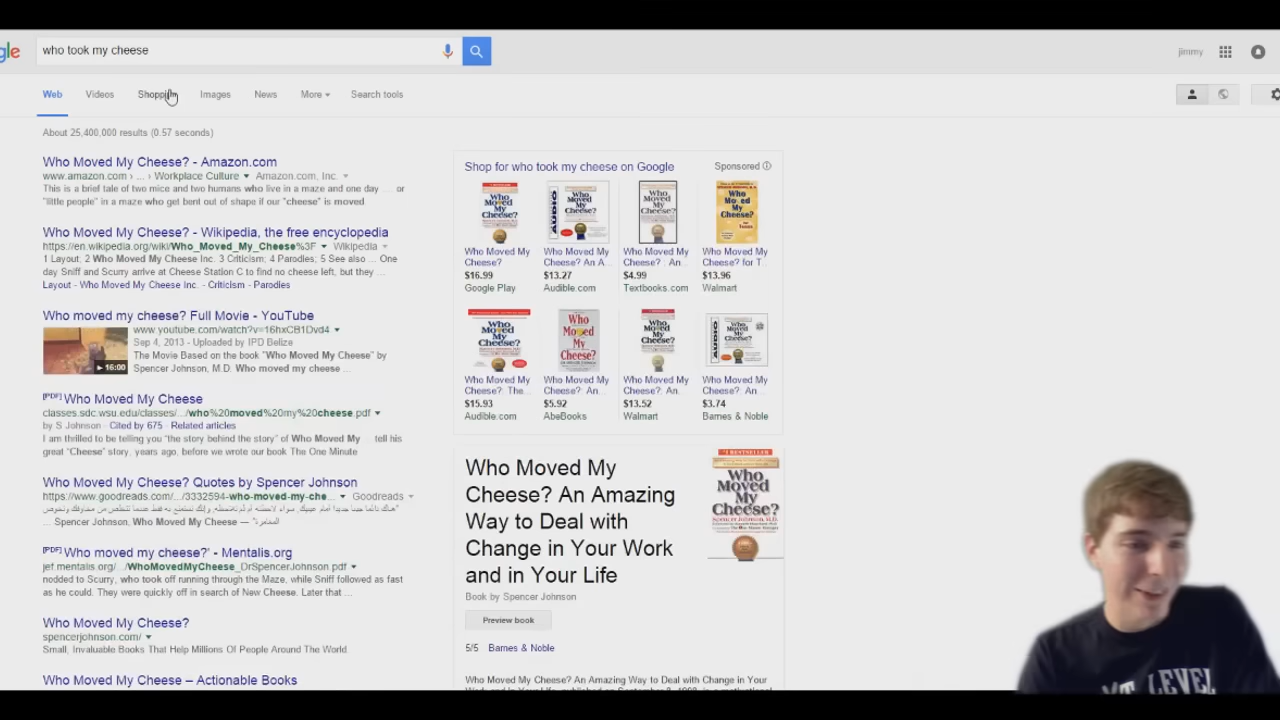 gle
who took my cheese
jimmy
Web Videos Shopping Images News More Search tools
About 25,400,000 results (0.57 seconds)
Who Moved My Cheese? - Amazon.com
www.amazon.com › ... › Workplace Culture Amazon.com, Inc.
This is a brief tale of two mice and two humans who live in a maze and one day ... or
"little people" in a maze who get bent out of shape if our "cheese" is moved
Who Moved My Cheese? - Wikipedia, the free encyclopedia
https://en.wikipedia.org/wiki/Who_Moved_My_Cheese%3F Wikipedia
1 Layout; 2 Who Moved My Cheese Inc. 3 Criticism; 4 Parodies; 5 See also ... One
day Sniff and Scurry arrive at Cheese Station C to find no cheese left, but they ...
Layout - Who Moved My Cheese Inc. - Criticism - Parodies
Who moved my cheese? Full Movie - YouTube
www.youtube.com/watch?v=16hxCB1Dvd4
Sep 4, 2013 - Uploaded by IPD Belize
The Movie Based on the book "Who Moved My Cheese" by
Spencer Johnson, M.D. Who moved my cheese ...
16:00
[PDF] Who Moved My Cheese
classes.sdc.wsu.edu/classes/.../who%20moved%20my%20cheese.pdf
by S Johnson - Cited by 675 - Related articles
I am thrilled to be telling you "the story behind the story" of Who Moved My ... tell his
great "Cheese" story, years ago, before we wrote our book The One Minute
Who Moved My Cheese? Quotes by Spencer Johnson
https://www.goodreads.com/.../3332594-who-moved-my-che... Goodreads
... Spencer Johnson, Who Moved My Cheese —
[PDF] Who moved my cheese?' - Mentalis.org
jef.mentalis.org/.../WhoMovedMyCheese_DrSpencerJohnson.pdf
nodded to Scurry, who took off running through the Maze, while Sniff followed as fast
as he could. They were quickly off in search of New Cheese. Later that ...
Who Moved My Cheese?
spencerjohnson.com/
Small, Invaluable Books That Help Millions Of People Around The World
Who Moved My Cheese – Actionable Books
Shop for who took my cheese on Google Sponsored
Who Moved My Cheese?
$16.99
Google Play
Who Moved My Cheese? An A...
$13.27
Audible.com
Who Moved My Cheese? : An...
$4.99
Textbooks.com
Who Moved My Cheese? for T...
$13.96
Walmart
Who Moved My Cheese?: The...
$15.93
Audible.com
Who Moved My Cheese?: An...
$5.92
AbeBooks
Who Moved My Cheese?: An...
$13.52
Walmart
Who Moved My Cheese?: An...
$3.74
Barnes & Noble
Who Moved My
Cheese? An Amazing
Way to Deal with
Change in Your Work
and in Your Life
Book by Spencer Johnson
#1 BESTSELLER
Who
Moved
My
Cheese?
Preview book
5/5 Barnes & Noble
Who Moved My Cheese? An Amazing Way to Deal with Change in Your
LEVEL